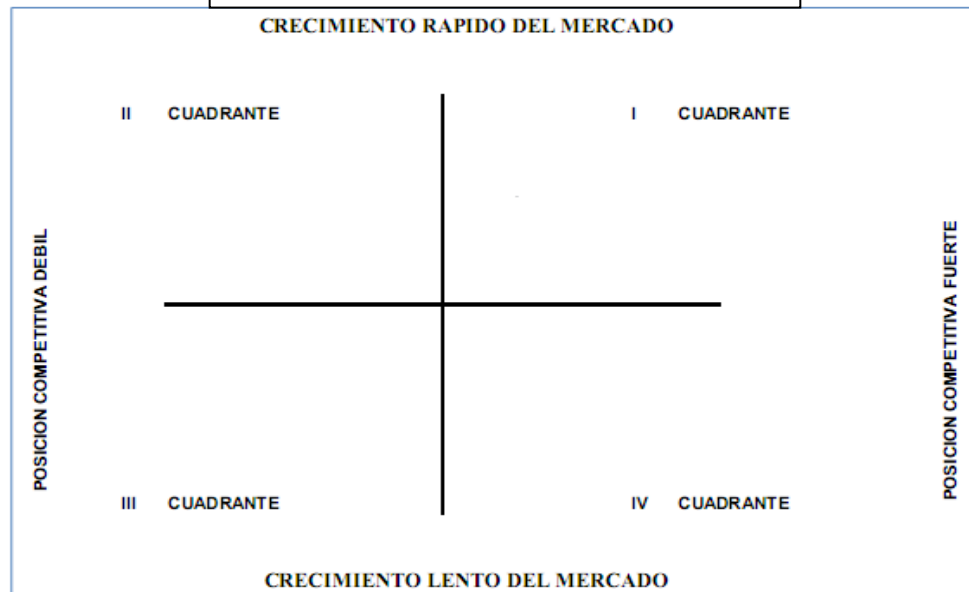 CRECIMIENTO RAPIDO DEL MERCADO
II CUADRANTE
I CUADRANTE
POSICION COMPETITIVA DEBIL
POSICION COMPETITIVA FUERTE
III CUADRANTE
IV CUADRANTE
CRECIMIENTO LENTO DEL MERCADO